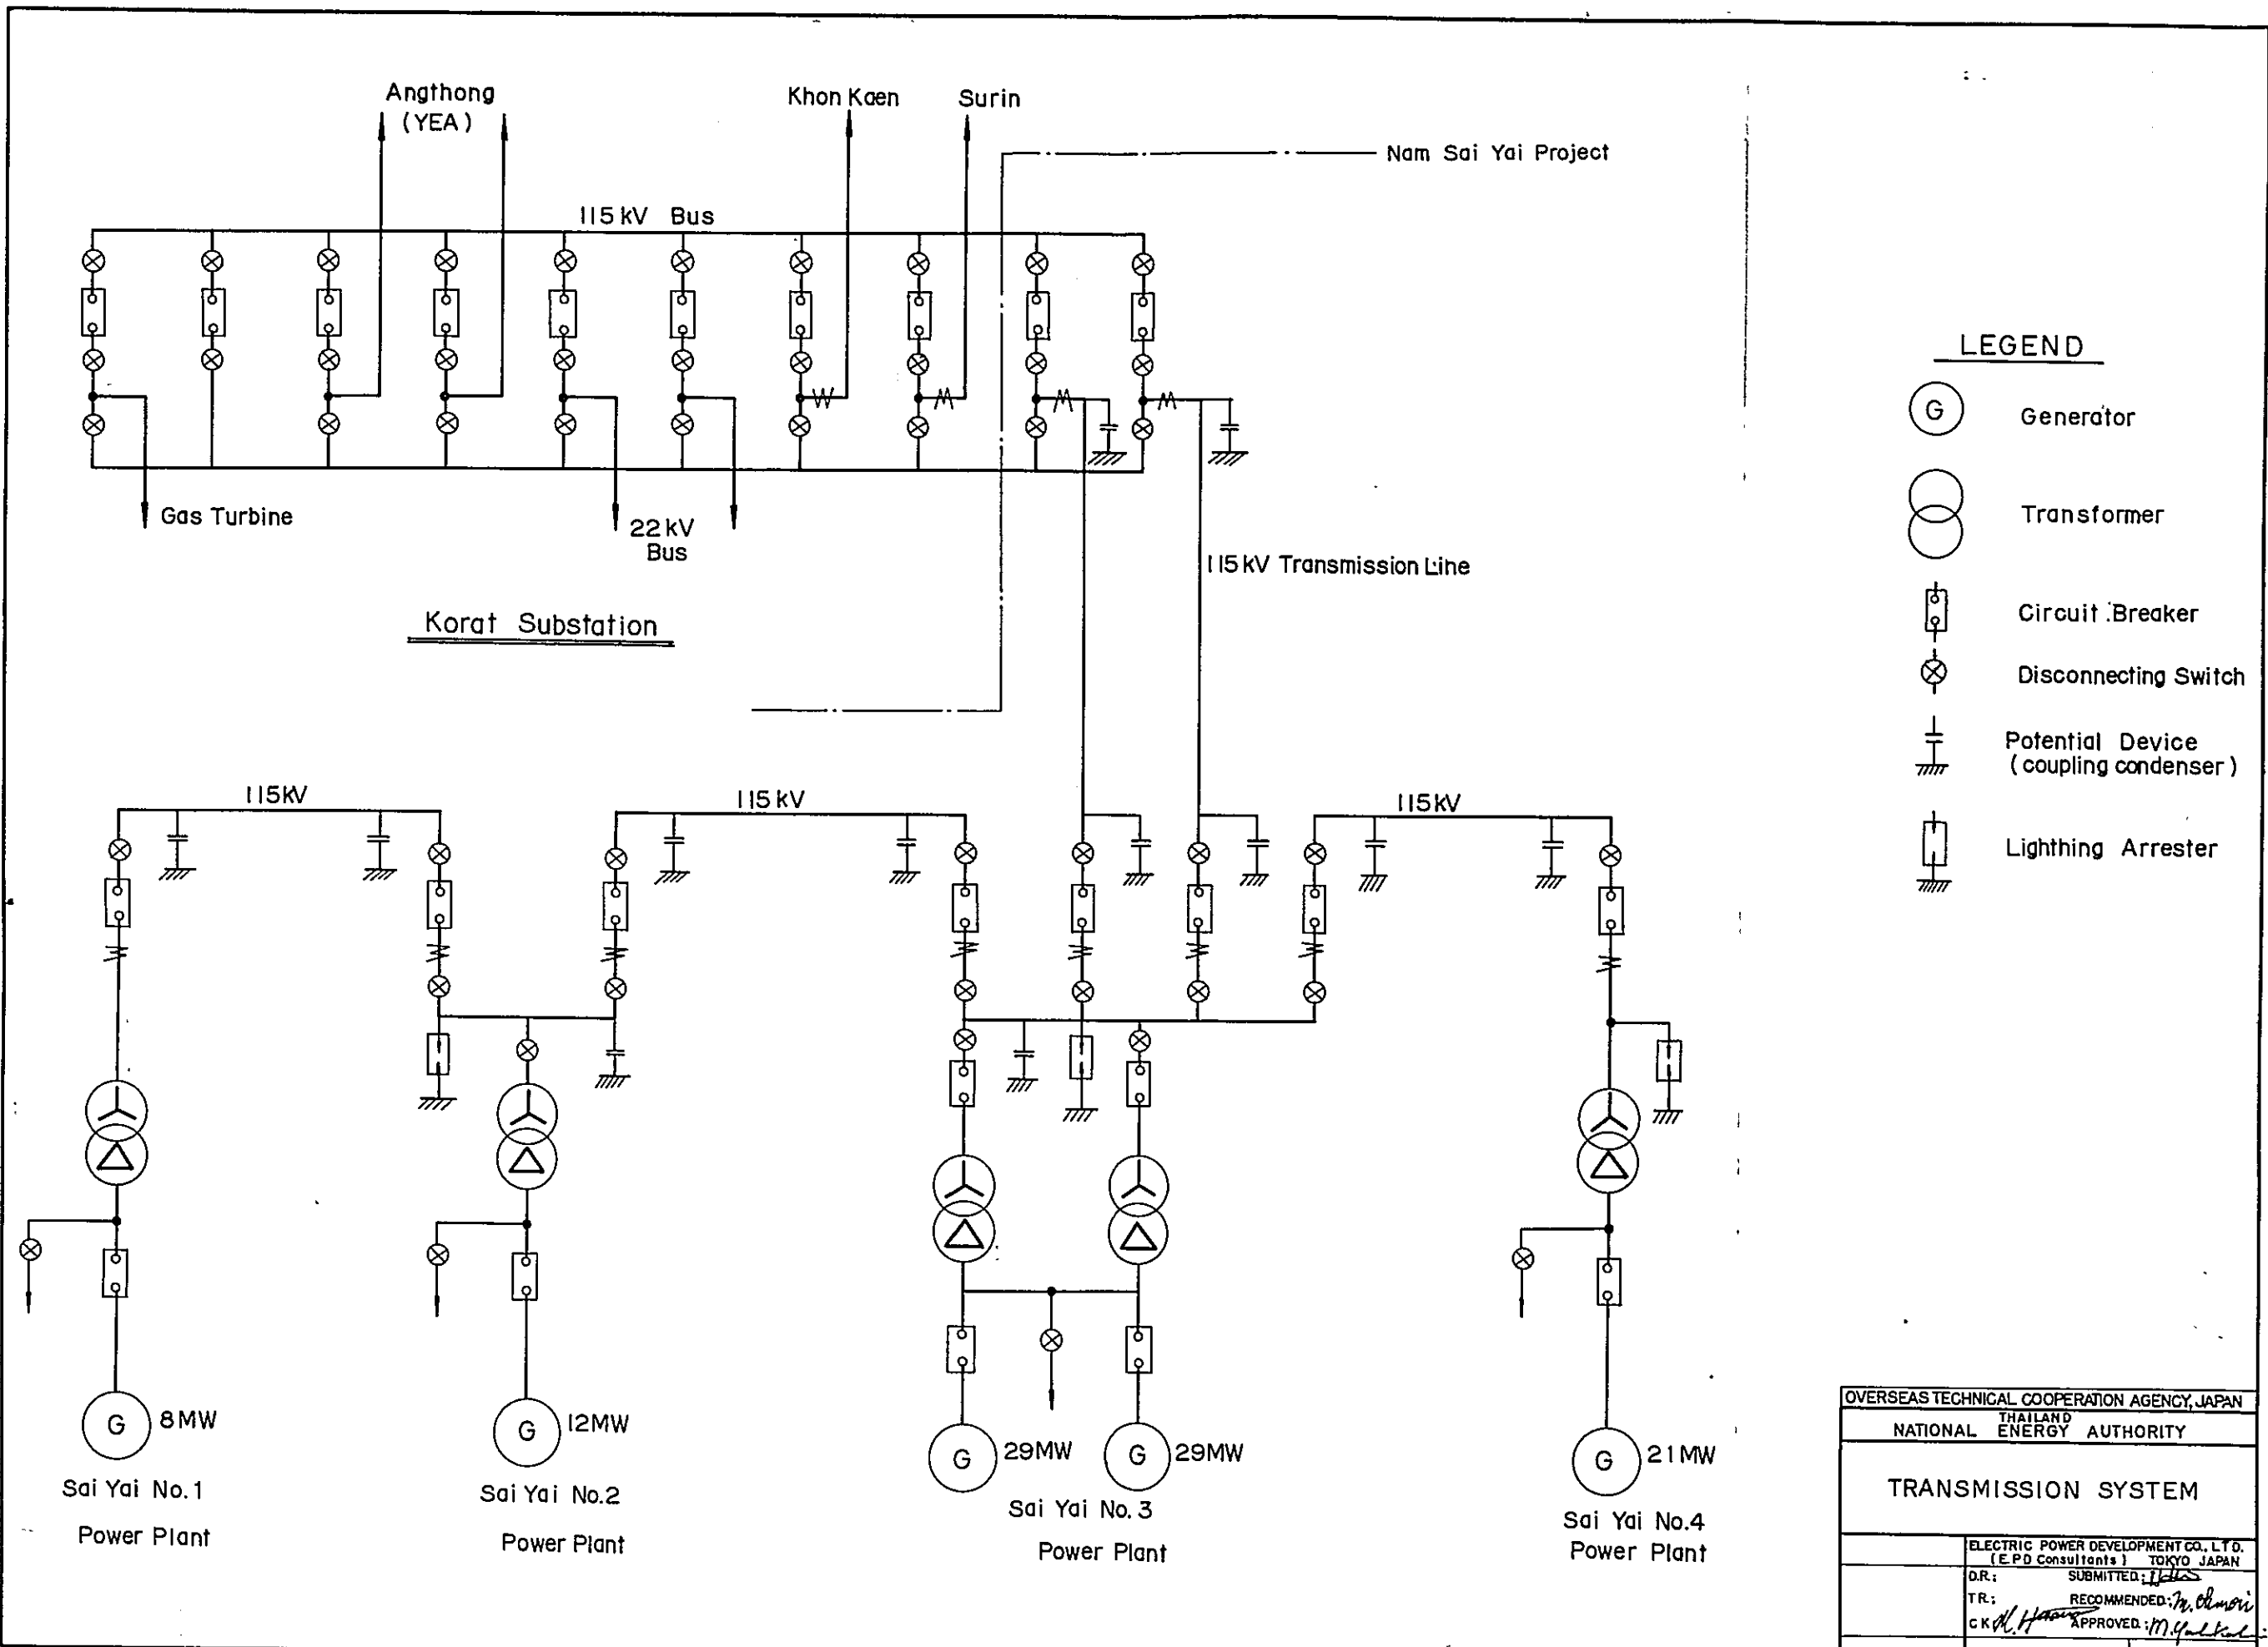 Angthong
(YEA)
Khon Kaen
Surin
Nam Sai Yai Project
115 kV Bus
Gas Turbine
22 kV
Bus
115 kV Transmission Line
Korat Substation
LEGEND
G
Generator
Transformer
Circuit Breaker
Disconnecting Switch
Potential Device
(coupling condenser)
Lighthing Arrester
115KV
115 KV
115KV
G 8MW
G 12MW
G 29MW
G 29MW
G 21MW
Sai Yai No.1
Power Plant
Sai Yai No.2
Power Plant
Sai Yai No.3
Power Plant
Sai Yai No.4
Power Plant
OVERSEAS TECHNICAL COOPERATION AGENCY, JAPAN
THAILAND
NATIONAL ENERGY AUTHORITY
TRANSMISSION SYSTEM
ELECTRIC POWER DEVELOPMENT CO., LTD.
(E.P.D Consultants) TOKYO JAPAN
D.R.; SUBMITTED:
T.R.; RECOMMENDED:
C K APPROVED: